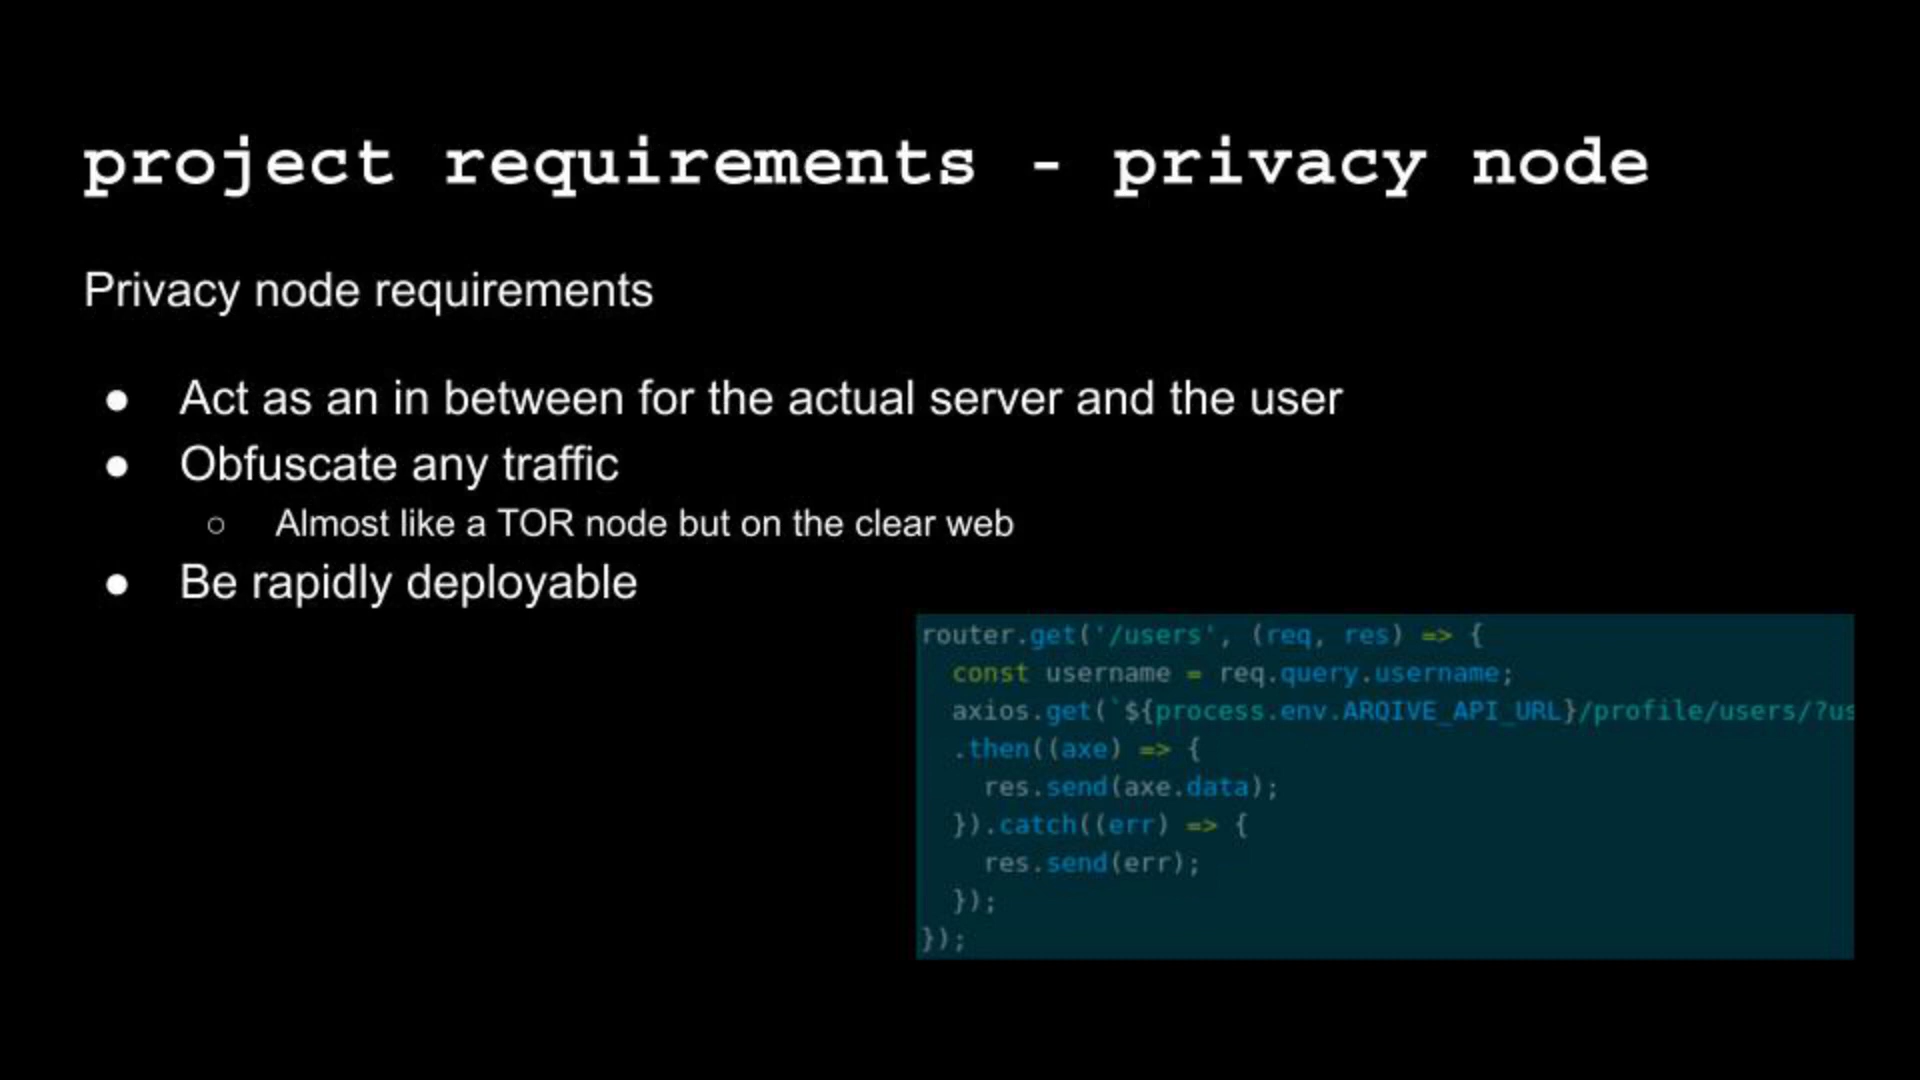 project requirements - privacy node
Privacy node requirements
● Act as an in between for the actual server and the user
● Obfuscate any traffic
○ Almost like a TOR node but on the clear web
● Be rapidly deployable
router.get('/users', (req, res) => {
const username = req.query.username;
axios.get(`${process.env.ARQIVE_API_URL}/profile/users/?us
.then((axe) => {
res.send(axe.data);
}).catch((err) => {
res.send(err);
});
});